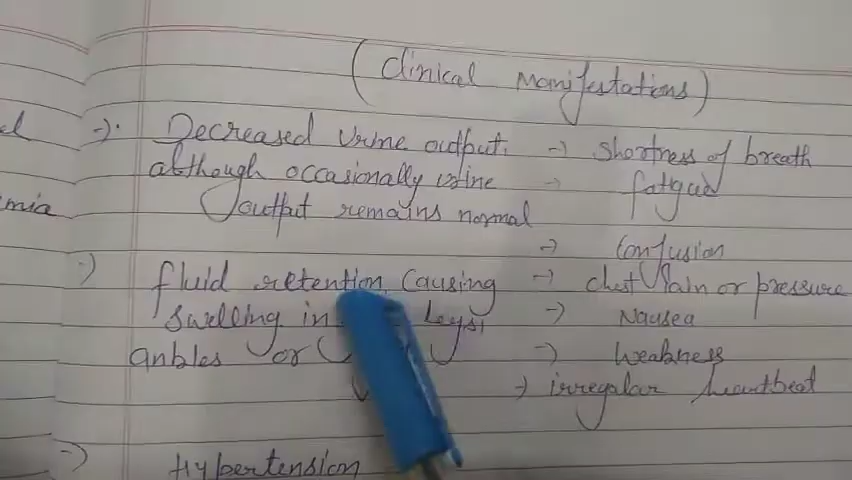 (Clinical Manifestations)
Decreased Urine output,
although occasionally urine
output remains normal
fluid retention, Causing
Swelling in legs,
ankles or
Hypertension
→ Shortness of breath
→ fatgued
→ Confusion
→ chest Pain or pressure
→ Nausea
→ Weakness
→ irregular heartbeat